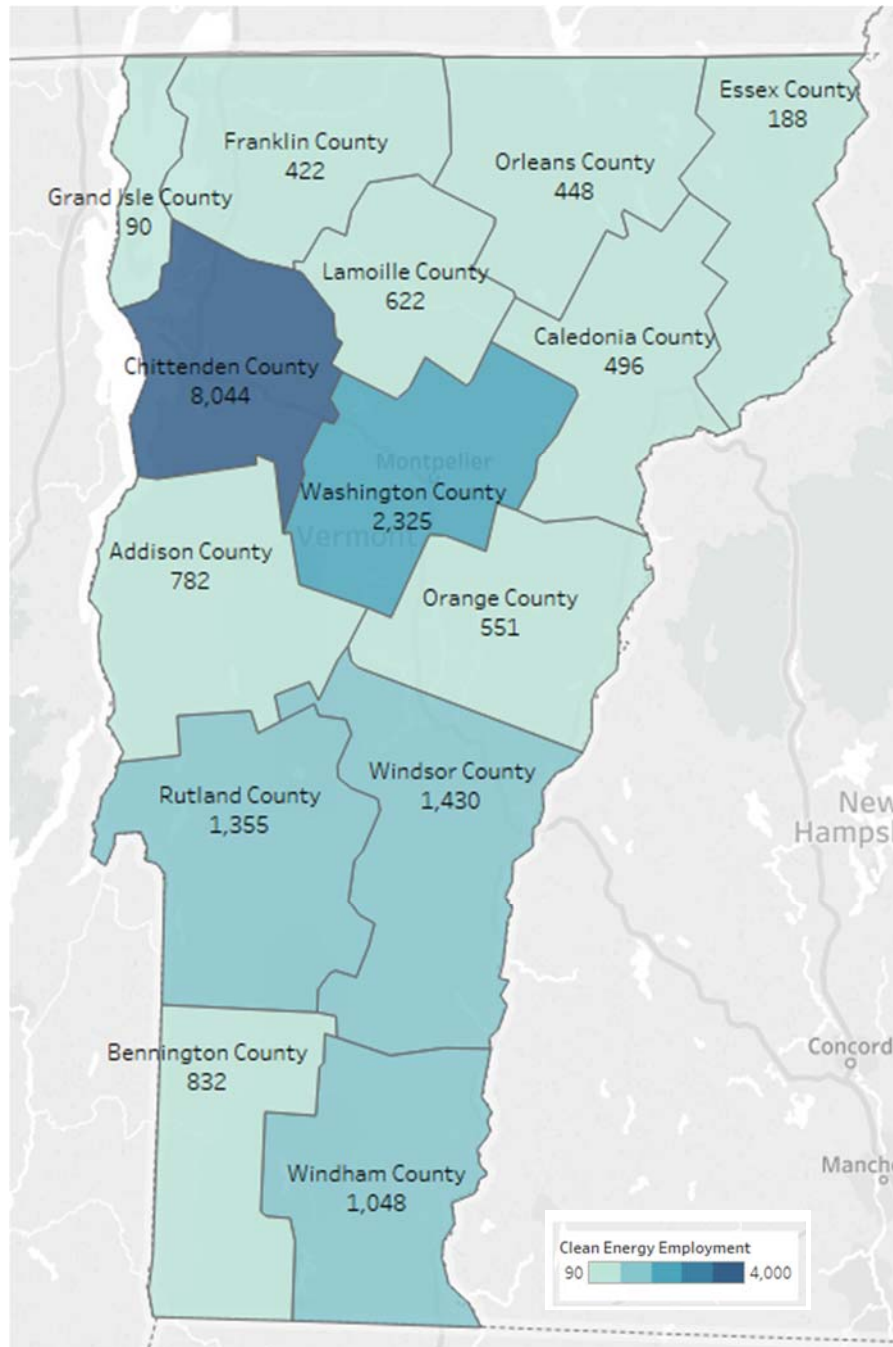 Essex County
188
Franklin County
422
Orleans County
448
Grand Isle County
90
Lamoille County
622
Caledonia County
496
Chittenden County
8,044
Montpelier
Washington County
2,325
Vermont
Addison County
782
Orange County
551
Windsor County
1,430
Rutland County
1,355
New
Hamps
Concord
Bennington County
832
Windham County
1,048
Manch
Clean Energy Employment
90 4,000